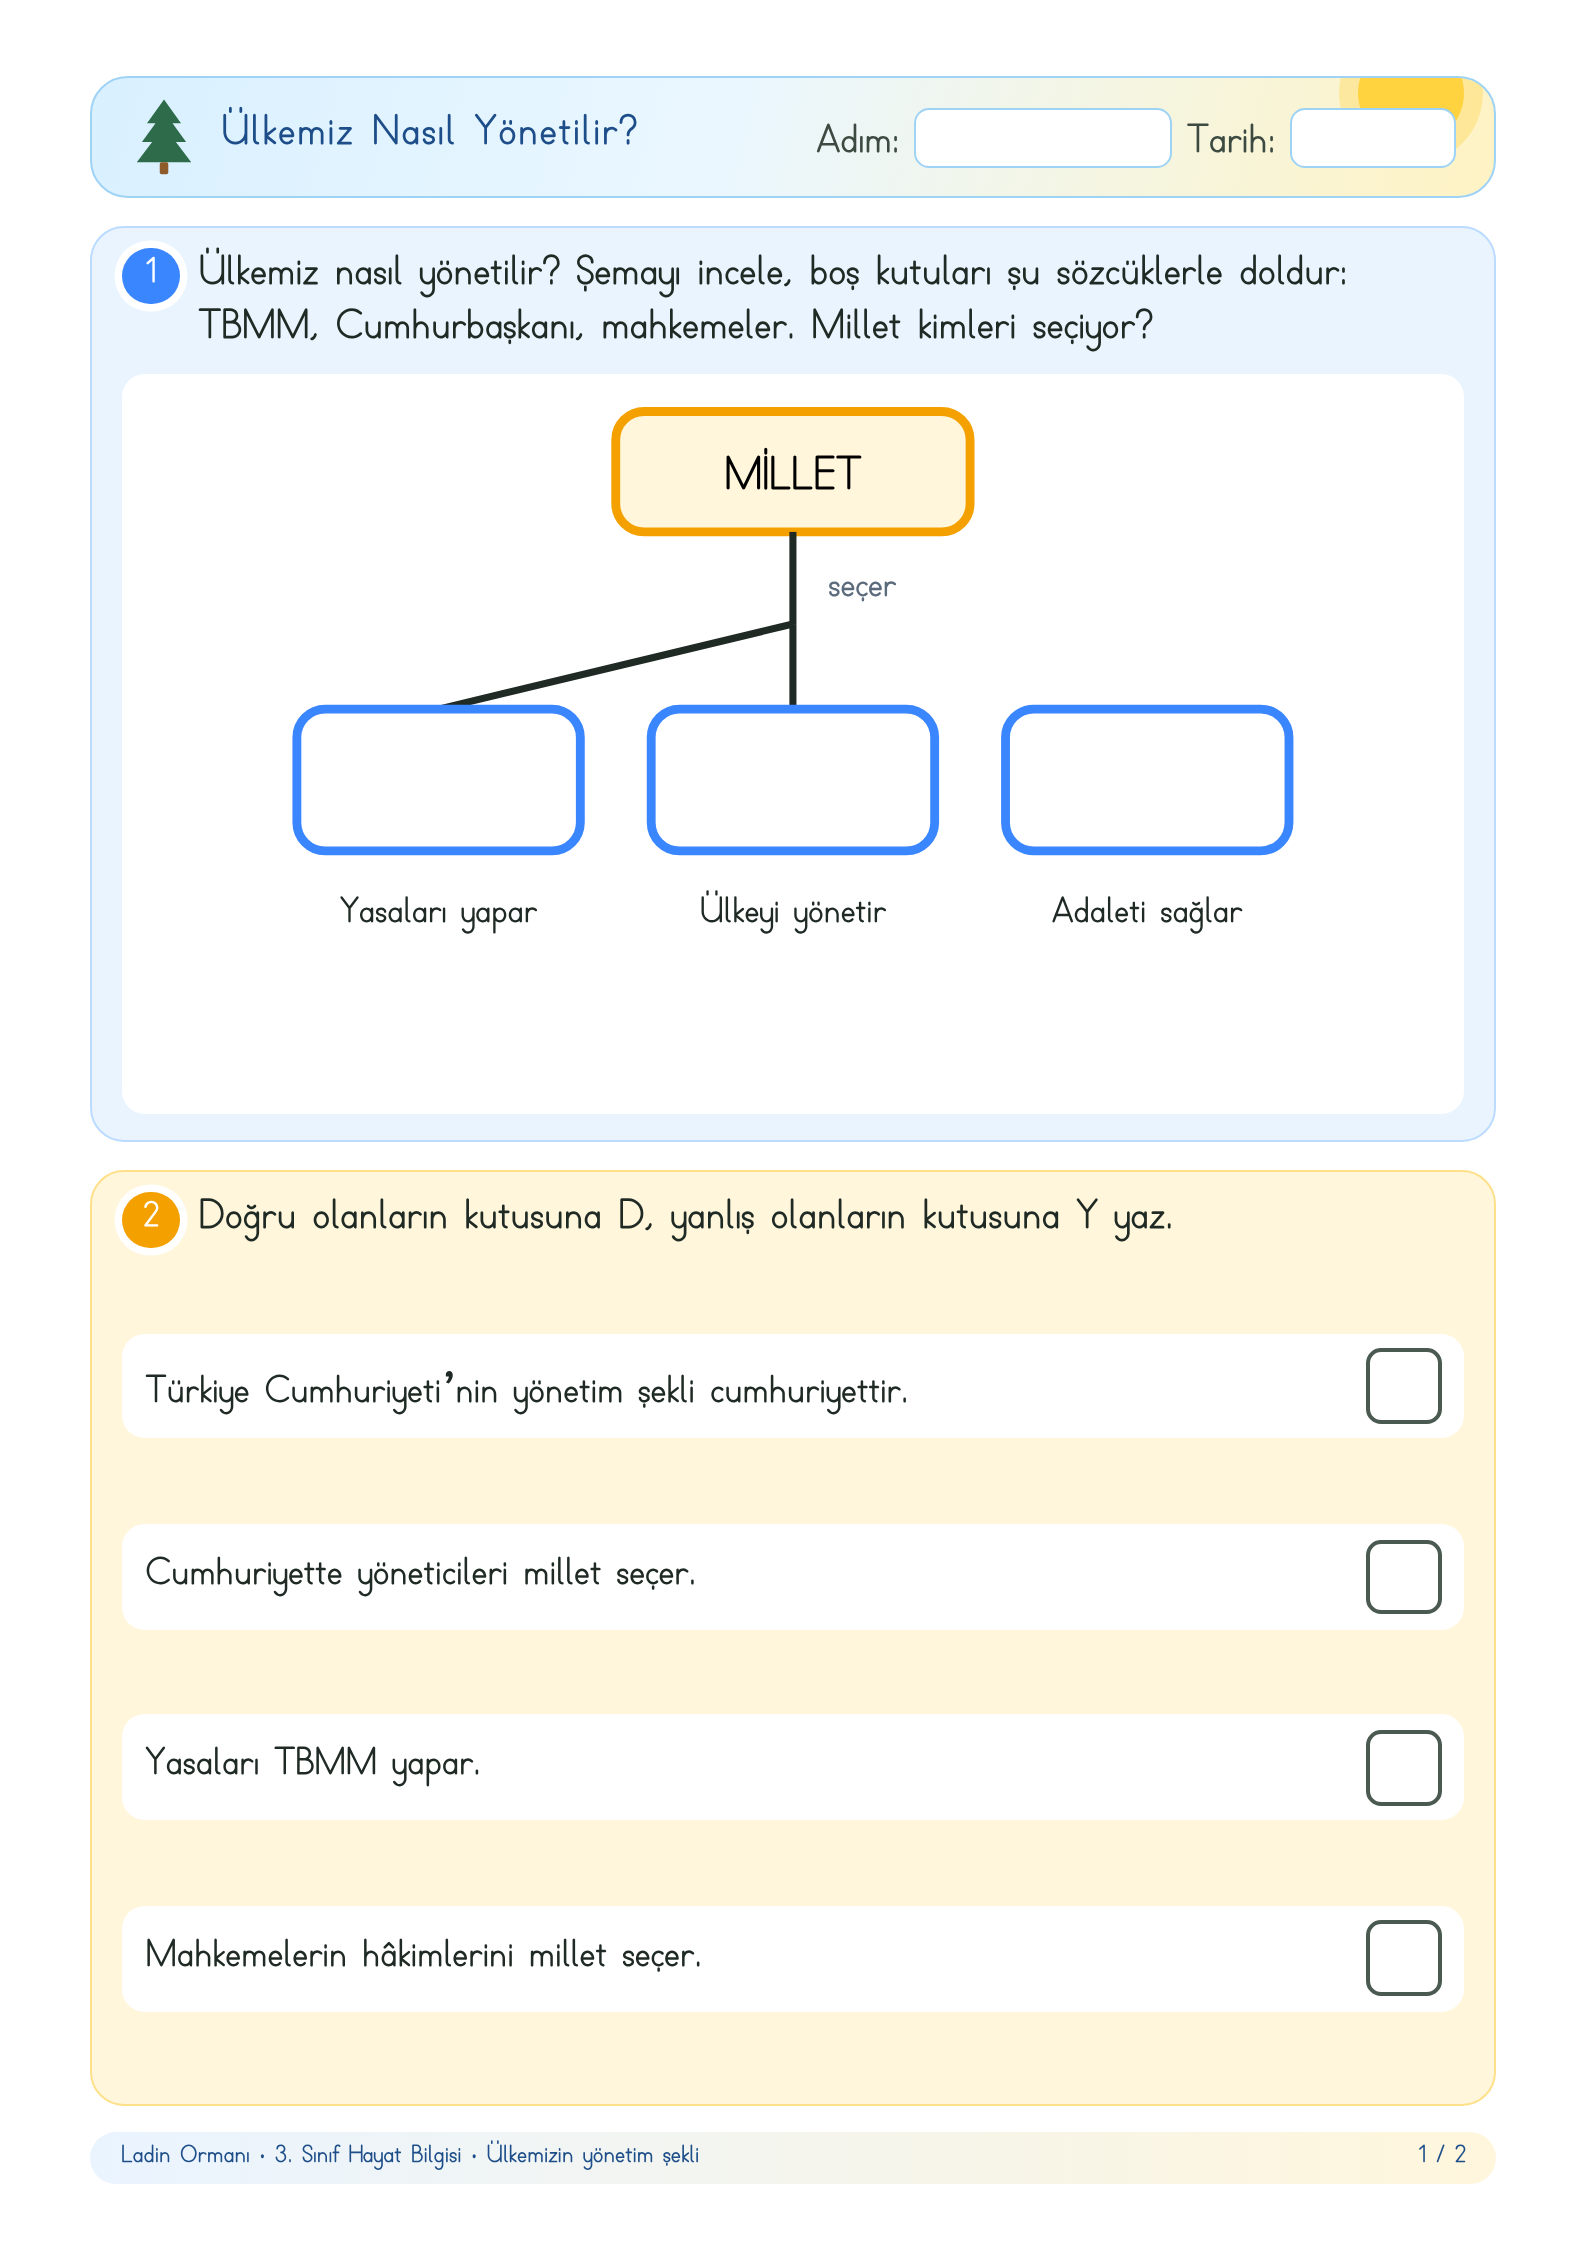 Ülkemiz Nasıl Yönetilir?
Adım:
Tarih:
1
Ülkemiz nasıl yönetilir? Şemayı incele, boş kutuları şu sözcüklerle doldur:
TBMM, Cumhurbaşkanı, mahkemeler. Millet kimleri seçiyor?
MİLLET
seçer
Yasaları yapar
Ülkeyi yönetir
Adaleti sağlar
2
Doğru olanların kutusuna D, yanlış olanların kutusuna Y yaz.
Türkiye Cumhuriyeti’nin yönetim şekli cumhuriyettir.
Cumhuriyette yöneticileri millet seçer.
Yasaları TBMM yapar.
Mahkemelerin hâkimlerini millet seçer.
Ladin Ormanı • 3. Sınıf Hayat Bilgisi • Ülkemizin yönetim şekli
1 / 2